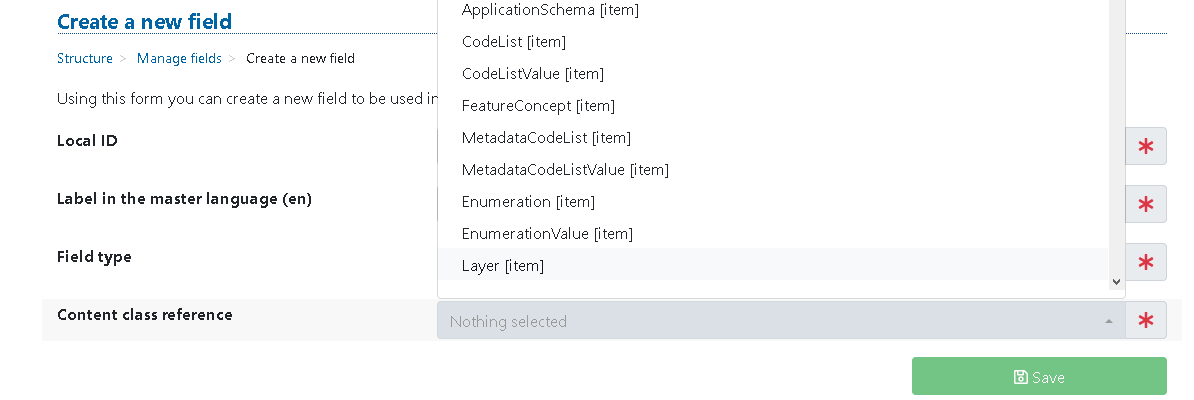 Create a new field
Structure > Manage fields > Create a new field
Using this form you can create a new field to be used in
Local ID
Label in the master language (en)
Field type
Content class reference
ApplicationSchema [item]
CodeList [item]
CodeListValue [item]
FeatureConcept [item]
MetadataCodeList [item]
MetadataCodeListValue [item]
Enumeration [item]
EnumerationValue [item]
Layer [item]
Nothing selected
Save